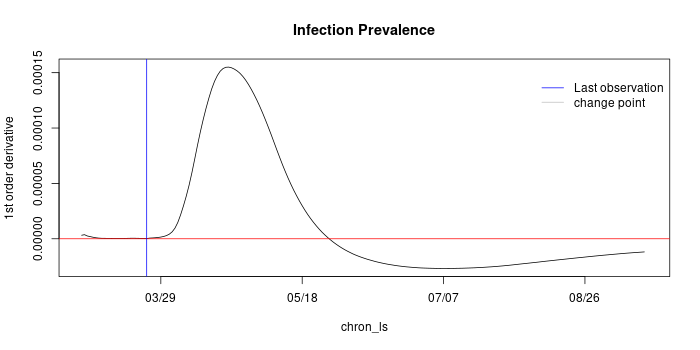 Infection Prevalence
1st order derivative
0.00015
0.00010
0.00005
0.00000
Last observation
change point
03/29
05/18
07/07
08/26
chron_ls